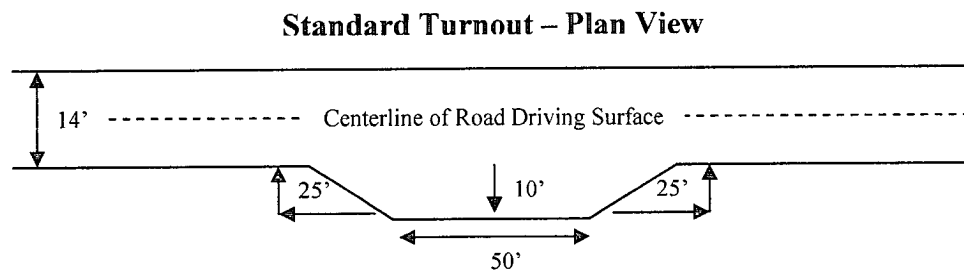 Standard Turnout – Plan View
14’
Centerline of Road Driving Surface
25’
10’
25’
50’